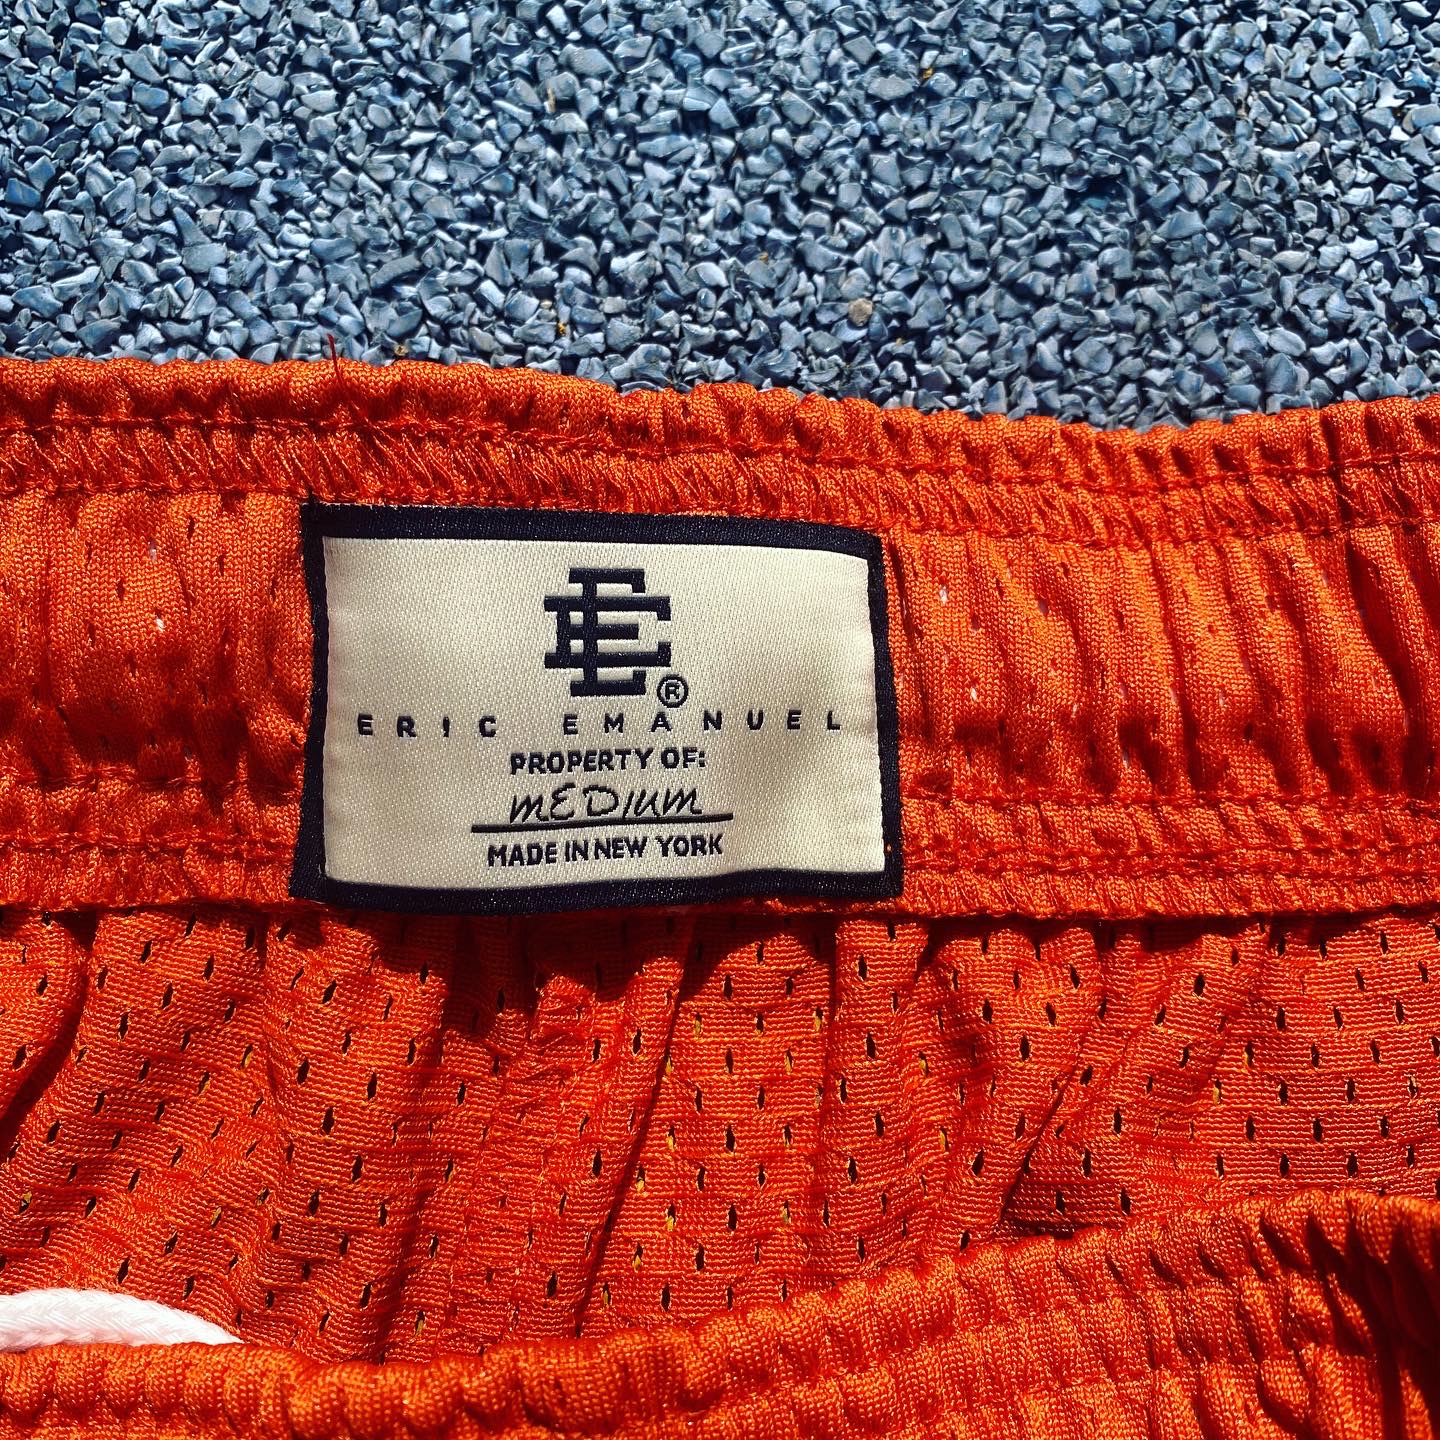 EE®
ERIC EMANUEL
PROPERTY OF:
mEDIUM
MADE IN NEW YORK